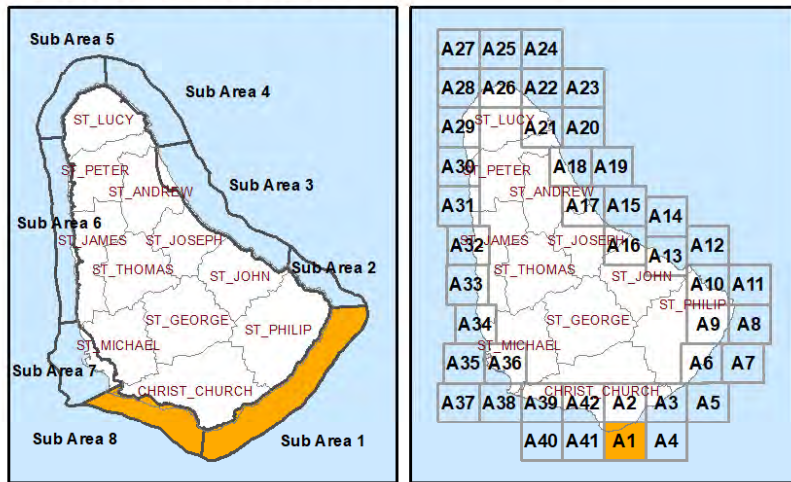 Sub Area 5
Sub Area 4
ST_LUCY
ST_PETER
Sub Area 3
ST_ANDREW
Sub Area 6
ST_JAMES
ST_JOSEPH
ST_THOMAS
Sub Area 2
ST_JOHN
ST_GEORGE
ST_PHILIP
ST_MICHAEL
Sub Area 7
CHRIST_CHURCH
Sub Area 8
Sub Area 1
A27 A25 A24
A28 A26 A22 A23
ST_LUCY
A29 A21 A20
A30 ST_PETER A18 A19
ST_ANDREW
A31 A17 A15 A14
A32 ST_JAMES ST_JOSEPH A16 A13 A12
ST_THOMAS ST_JOHN
A33 A10 A11
ST_PHILIP
A34 ST_GEORGE A9 A8
ST_MICHAEL
A35 A36 A6 A7
CHRIST_CHURCH
A37 A38 A39 A42 A2 A3 A5
A40 A41 A1 A4